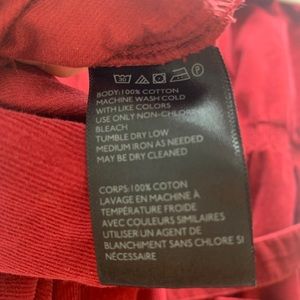 30 P
BODY:100% COTTON
MACHINE WASH COLD
WITH LIKE COLORS
USE ONLY NON-CHLOR
BLEACH
TUMBLE DRY LOW
MEDIUM IRON AS NEEDED
MAY BE DRY CLEANED
CORPS:100% COTON
LAVAGE EN MACHINE À
TEMPÉRATURE FROIDE
AVEC COULEURS SIMILAIRES
UTILISER UN AGENT DE
BLANCHIMENT SANS CHLORE SI
NÉCESSAIRE